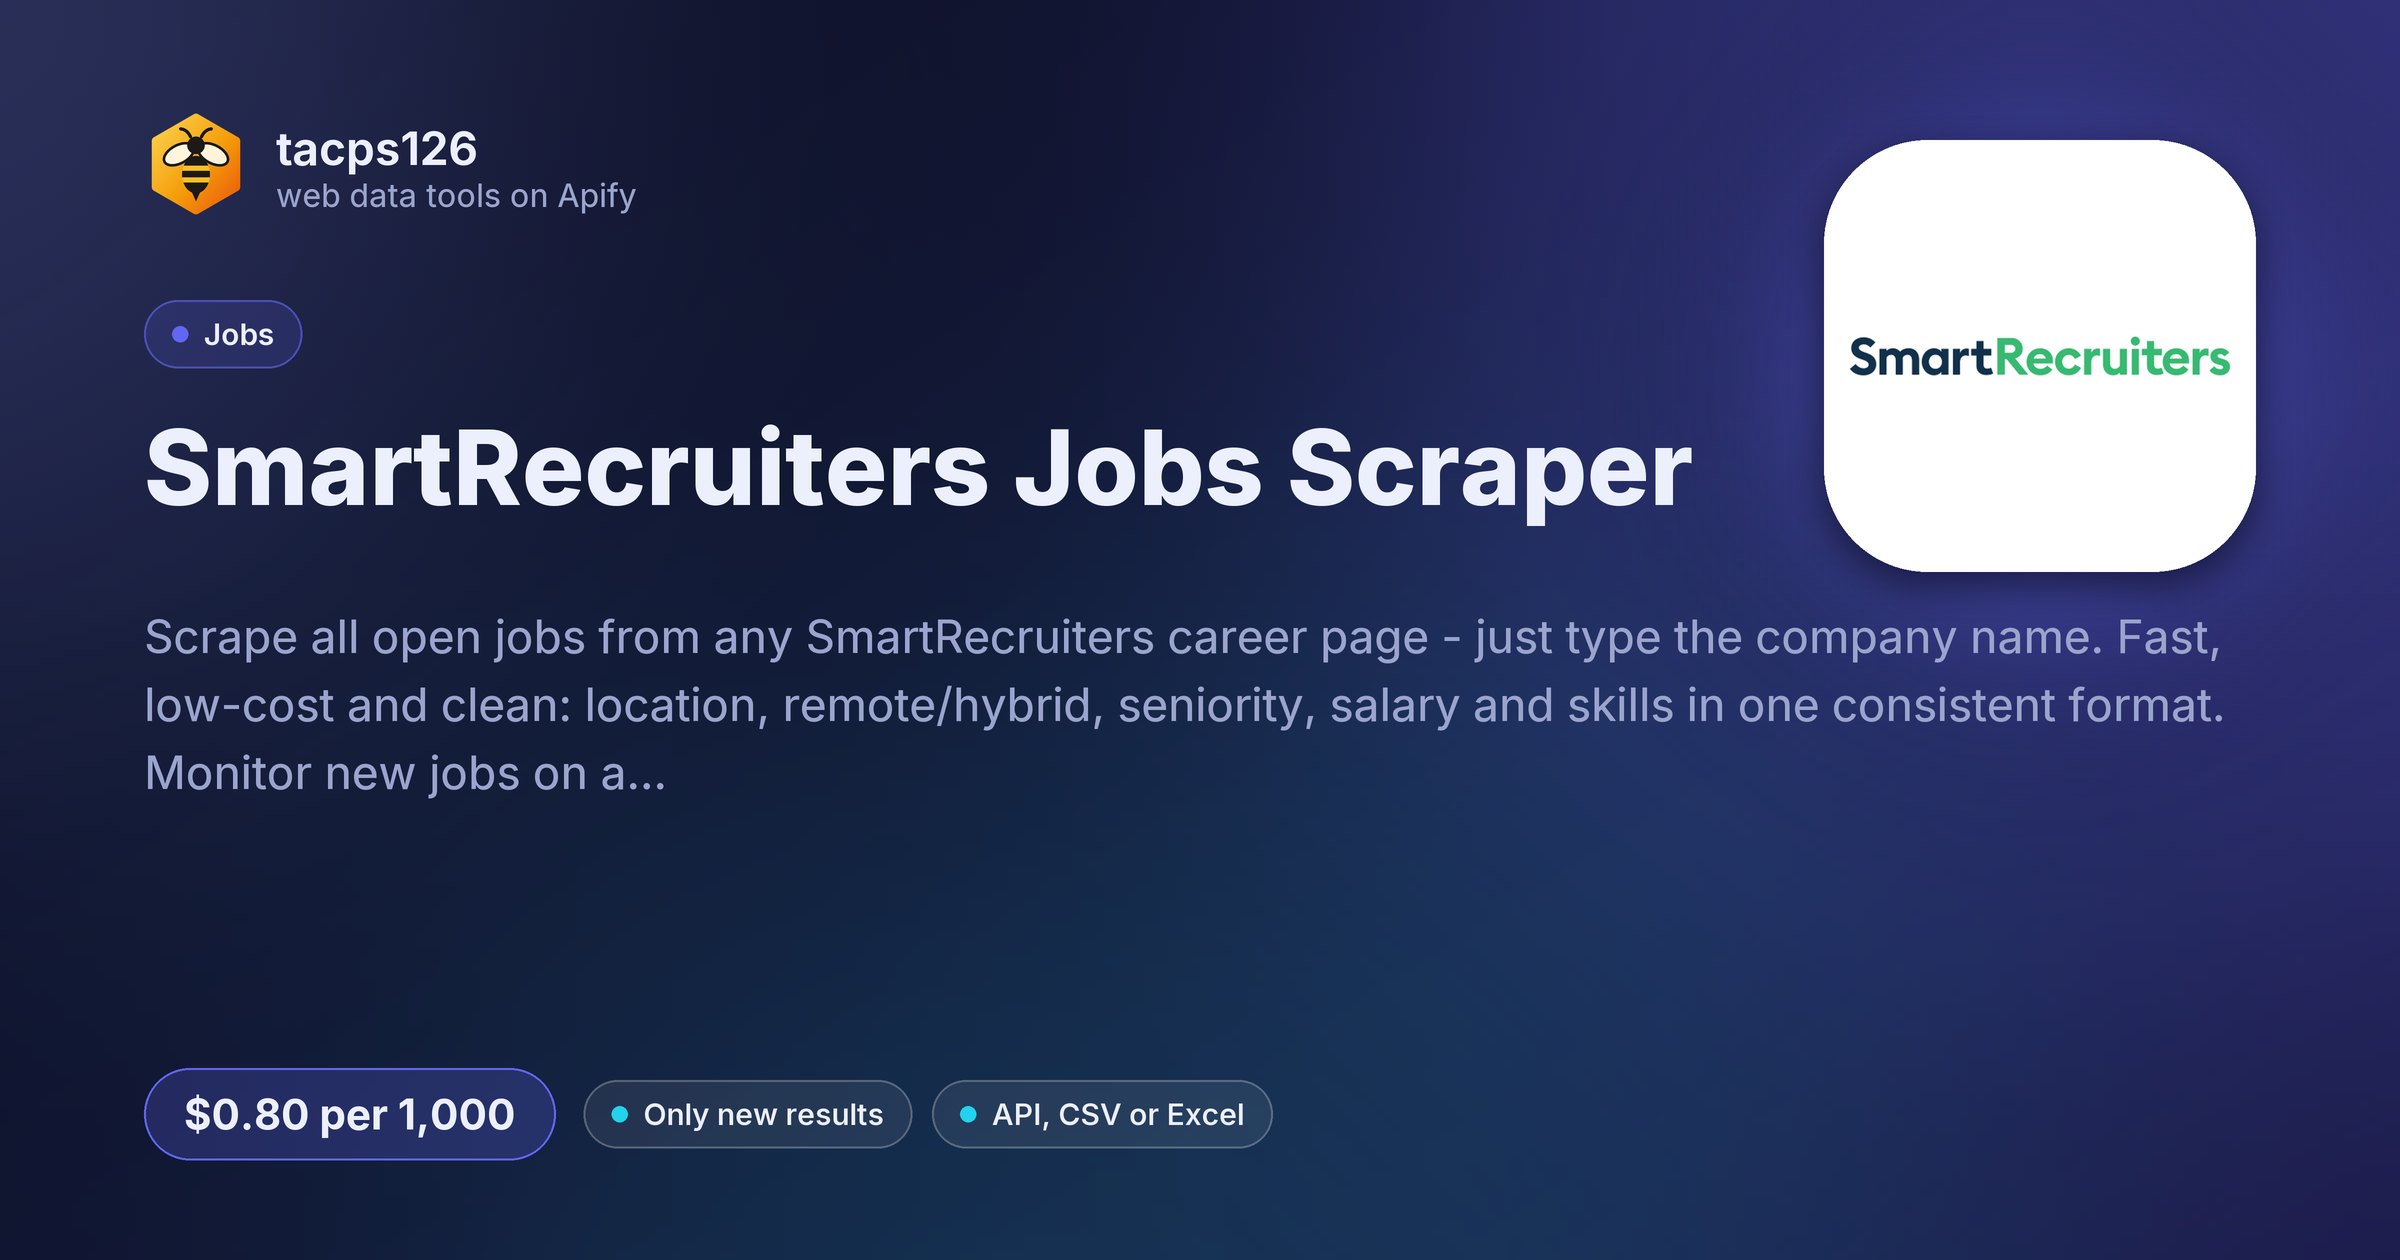 tacps126
web data tools on Apify
Jobs
SmartRecruiters
SmartRecruiters Jobs Scraper
Scrape all open jobs from any SmartRecruiters career page - just type the company name. Fast,
low-cost and clean: location, remote/hybrid, seniority, salary and skills in one consistent format.
Monitor new jobs on a...
$0.80 per 1,000
Only new results
API, CSV or Excel